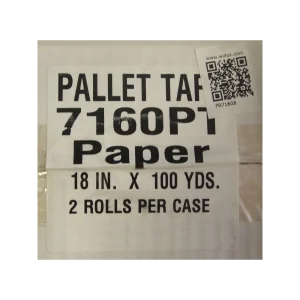 PALLET TAP
7160PT
Paper
18 IN. X 100 YDS.
2 ROLLS PER CASE